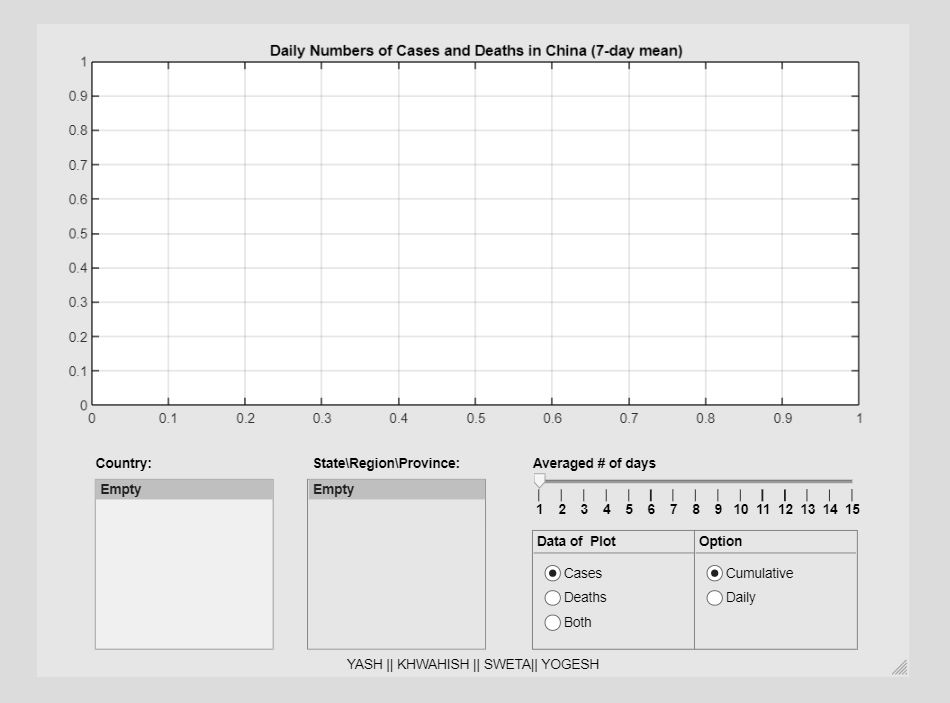 Daily Numbers of Cases and Deaths in China (7-day mean)
1
0.9
0.8
0.7
0.6
0.5
0.4
0.3
0.2
0.1
0
0 0.1 0.2 0.3 0.4 0.5 0.6 0.7 0.8 0.9 1
Country: State\Region\Province: Averaged # of days
Empty Empty
1 2 3 4 5 6 7 8 9 10 11 12 13 14 15
Data of Plot Option
Cases Cumulative
Deaths Daily
Both
YASH || KHWAHISH || SWETA|| YOGESH